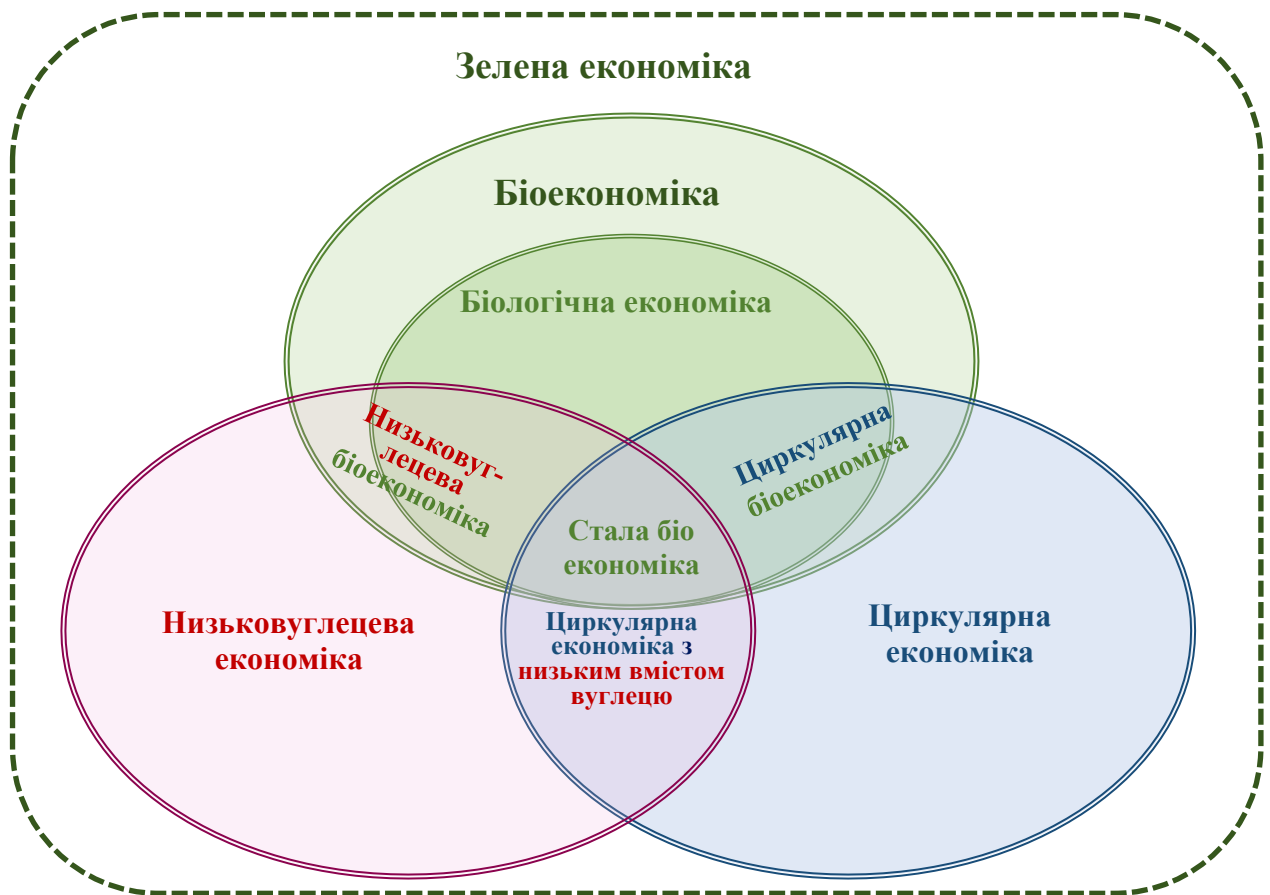 Зелена економіка
Біоекономіка
Біологічна економіка
Низьковуг-
лецева
біоекономіка
Циркулярна
біоекономіка
Стала біо
економіка
Низьковуглецева
економіка
Циркулярна
економіка з
низьким вмістом
вуглецю
Циркулярна
економіка